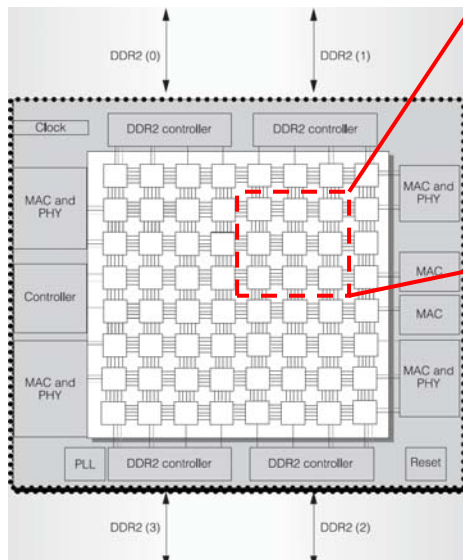 DDR2 (0)
DDR2 (1)
Clock
DDR2 controller
DDR2 controller
MAC and
PHY
MAC and
PHY
Controller
MAC
MAC
MAC and
PHY
MAC and
PHY
PLL
DDR2 controller
DDR2 controller
Reset
DDR2 (3)
DDR2 (2)